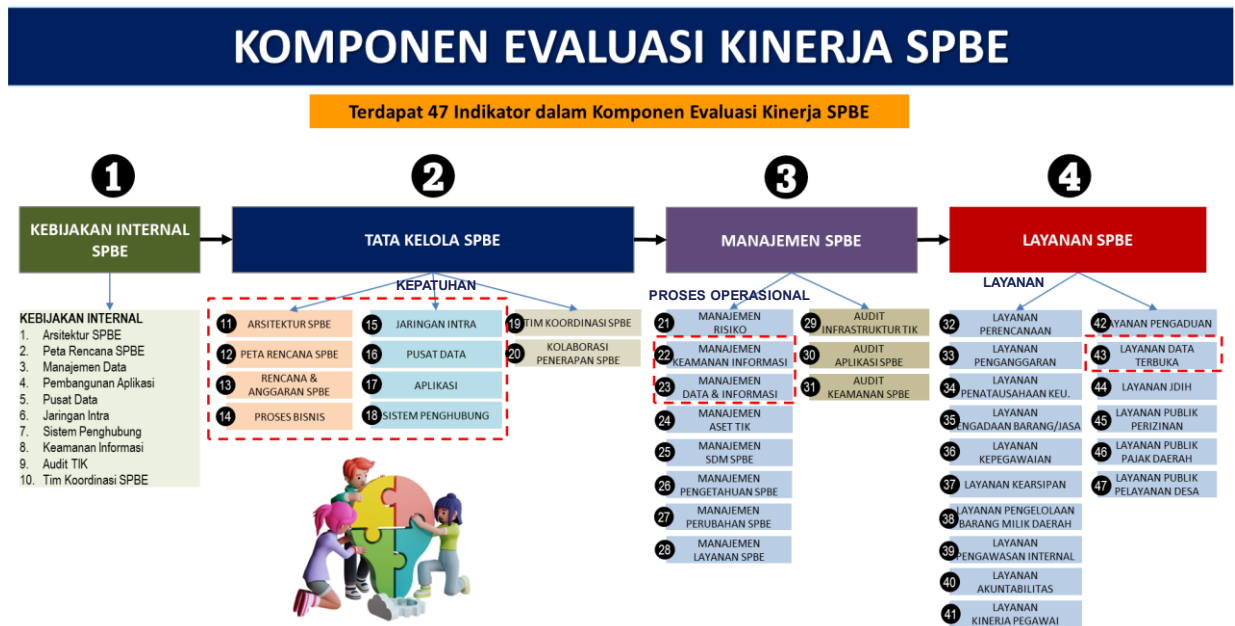 KOMPONEN EVALUASI KINERJA SPBE
Terdapat 47 Indikator dalam Komponen Evaluasi Kinerja SPBE
1
KEBIJAKAN INTERNAL
SPBE
KEBIJAKAN INTERNAL
1. Arsitektur SPBE
2. Peta Rencana SPBE
3. Manajemen Data
4. Pembangunan Aplikasi
5. Pusat Data
6. Jaringan Intra
7. Sistem Penghubung
8. Keamanan Informasi
9. Audit TIK
10. Tim Koordinasi SPBE
2
TATA KELOLA SPBE
KEPATUHAN
11 ARSITEKTUR SPBE
12 PETA RENCANA SPBE
13 RENCANA &
ANGGARAN SPBE
14 PROSES BISNIS
15 JARINGAN INTRA
16 PUSAT DATA
17 APLIKASI
18 SISTEM PENGHUBUNG
19 TIM KOORDINASI SPBE
20 KOLABORASI
PENERAPAN SPBE
3
MANAJEMEN SPBE
PROSES OPERASIONAL
21 MANAJEMEN
RISIKO
22 MANAJEMEN
KEAMANAN INFORMASI
23 MANAJEMEN
DATA & INFORMASI
24 MANAJEMEN
ASET TIK
25 MANAJEMEN
SDM SPBE
26 MANAJEMEN
PENGETAHUAN SPBE
27 MANAJEMEN
PERUBAHAN SPBE
28 MANAJEMEN
LAYANAN SPBE
29 AUDIT
INFRASTRUKTUR TIK
30 AUDIT
APLIKASI SPBE
31 AUDIT
KEAMANAN SPBE
4
LAYANAN SPBE
LAYANAN
32 LAYANAN
PERENCANAAN
33 LAYANAN
PENGANGGARAN
34 LAYANAN
PENATAUSAHAAN KEU.
35 LAYANAN
PENGADAAN BARANG/JASA
36 LAYANAN
KEPEGAWAIAN
37 LAYANAN KEARSIPAN
38 LAYANAN PENGELOLAAN
BARANG MILIK DAERAH
39 LAYANAN
PENGAWASAN INTERNAL
40 LAYANAN
AKUNTABILITAS
41 LAYANAN
KINERJA PEGAWAI
42 LAYANAN PENGADUAN
43 LAYANAN DATA
TERBUKA
44 LAYANAN JDIH
45 LAYANAN PUBLIK
PERIZINAN
46 LAYANAN PUBLIK
PAJAK DAERAH
47 LAYANAN PUBLIK
PELAYANAN DESA